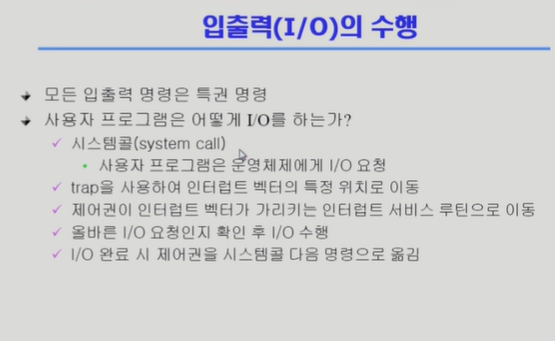 입출력(I/O)의 수행
모든 입출력 명령은 특권 명령
사용자 프로그램은 어떻게 I/O를 하는가?
시스템콜(system call)
사용자 프로그램은 운영체제에게 I/O 요청
trap을 사용하여 인터럽트 벡터의 특정 위치로 이동
제어권이 인터럽트 벡터가 가리키는 인터럽트 서비스 루틴으로 이동
올바른 I/O 요청인지 확인 후 I/O 수행
I/O 완료 시 제어권을 시스템콜 다음 명령으로 옮김